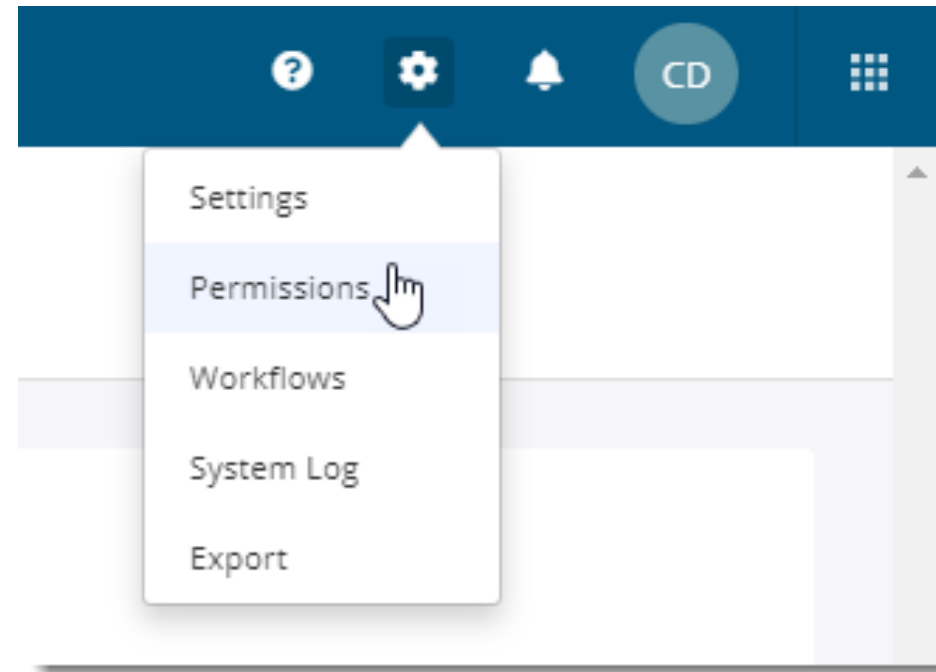 CD
Settings
Permissions
Workflows
System Log
Export